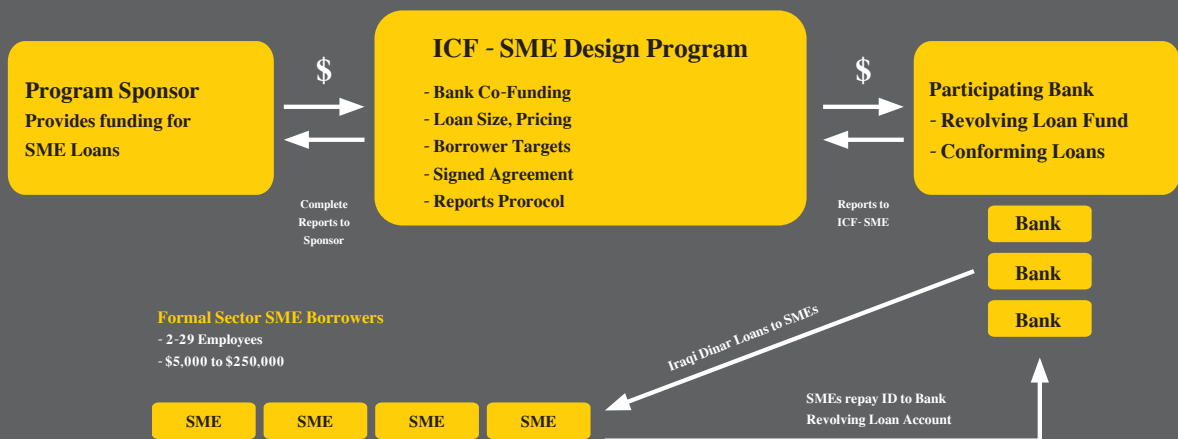 Program Sponsor
Provides funding for
SME Loans
$
Complete
Reports to
Sponsor
ICF - SME Design Program
- Bank Co-Funding
- Loan Size, Pricing
- Borrower Targets
- Signed Agreement
- Reports Prorocol
$
Reports to
ICF- SME
Participating Bank
- Revolving Loan Fund
- Conforming Loans
Bank
Bank
Bank
Iraqi Dinar Loans to SMEs
Formal Sector SME Borrowers
- 2-29 Employees
- $5,000 to $250,000
SME
SME
SME
SME
SMEs repay ID to Bank
Revolving Loan Account